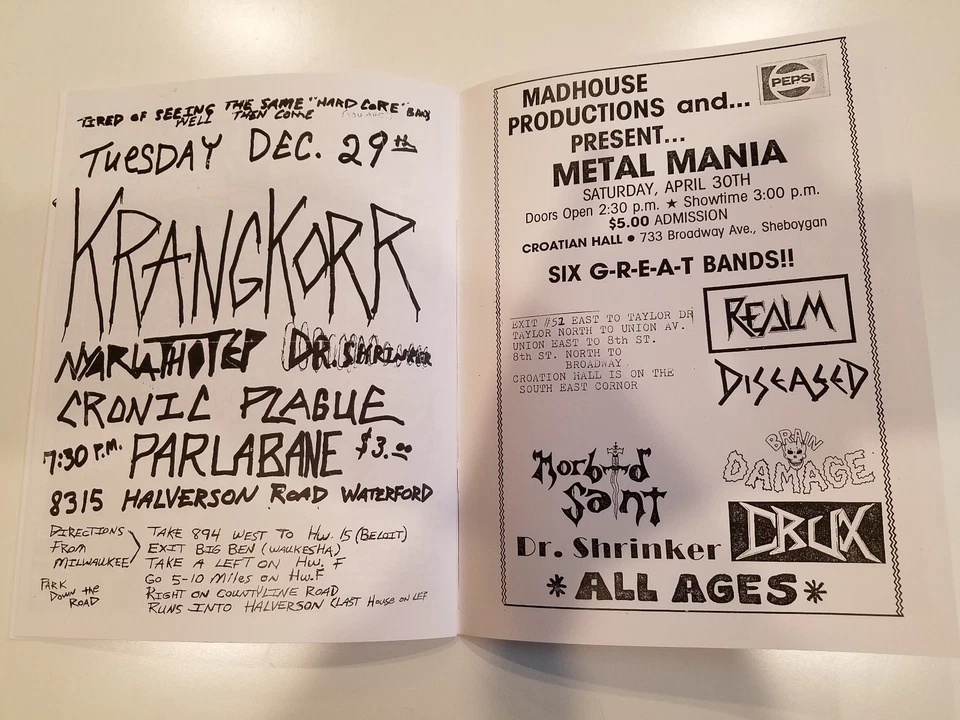 TIRED OF SEEING THE SAME "HARD CORE" BANDS
WELL THEN COME
TUESDAY DEC. 29th
KRANGKORR
NYARLATHOTEP DR. SHRINKER
CRONIC PLAGUE
7:30 P.M. PARLABANE $3.00
8315 HALVERSON ROAD WATERFORD
DIRECTIONS FROM MILWAUKEE
TAKE 894 WEST TO HW. 15 (BELOIT)
EXIT BIG BEN (WAUKESHA)
TAKE A LEFT ON HW. F
GO 5-10 MILES ON HW. F
RIGHT ON COUNTYLINE ROAD
RUNS INTO HALVERSON (LAST HOUSE ON LEF
PARK
DOWN the
ROAD
MADHOUSE
PRODUCTIONS and...
PEPSI
PRESENT...
METAL MANIA
SATURDAY, APRIL 30TH
Doors Open 2:30 p.m. ★ Showtime 3:00 p.m.
$5.00 ADMISSION
CROATIAN HALL • 733 Broadway Ave., Sheboygan
SIX G-R-E-A-T BANDS!!
EXIT #51 EAST TO TAYLOR DR
TAYLOR NORTH TO UNION AV.
UNION EAST TO 8th ST.
8th ST. NORTH TO
BROADWAY
CROATION HALL IS ON THE
SOUTH EAST CORNOR
REALM
DISEASED
Morbid
Saint
BRAIN
DAMAGE
Dr. Shrinker
*ALL AGES*